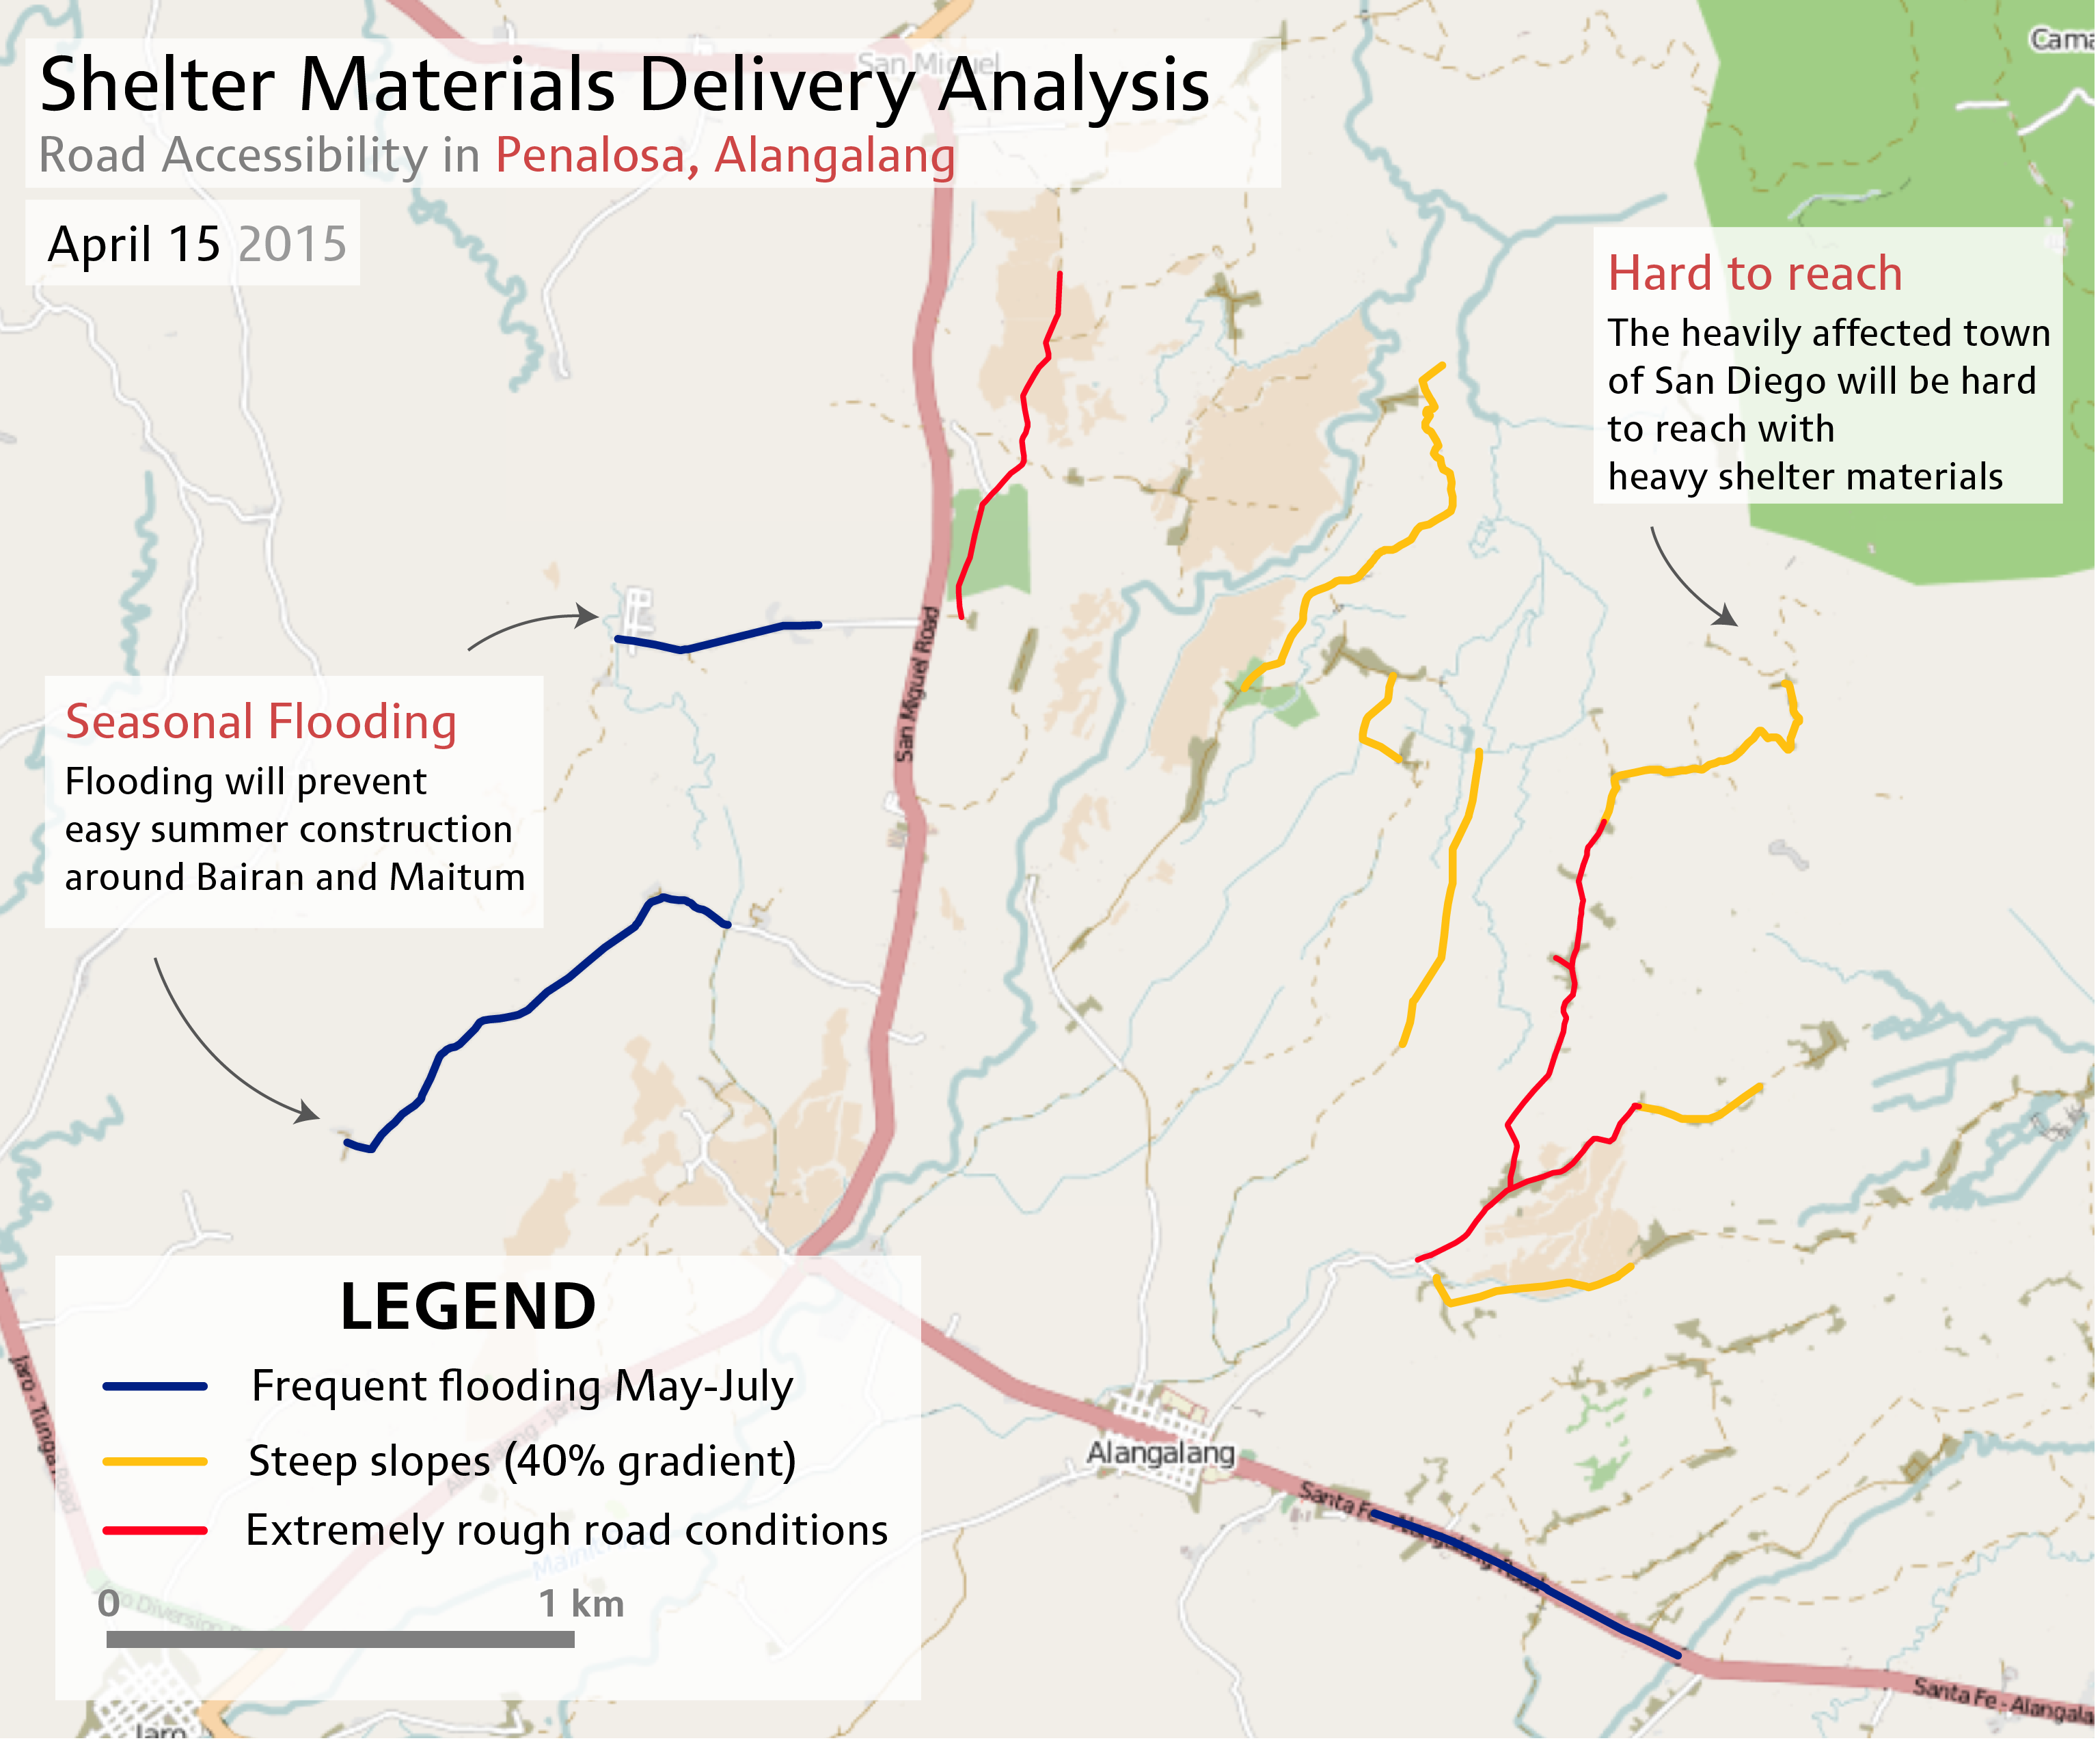 Shelter Materials Delivery Analysis
Road Accessibility in Penalosa, Alangalang
April 15 2015
San Miguel
Cama
Hard to reach
The heavily affected town
of San Diego will be hard
to reach with
heavy shelter materials
San Miguel Road
Seasonal Flooding
Flooding will prevent
easy summer construction
around Bairan and Maitum
LEGEND
Frequent flooding May-July
Steep slopes (40% gradient)
Extremely rough road conditions
0 1 km
Jaro - Tunga Road
Alangalang - Jaro
Diversion
Jaro
Alangalang
Santa Fe - Alangalang Road
Santa Fe - Alangala